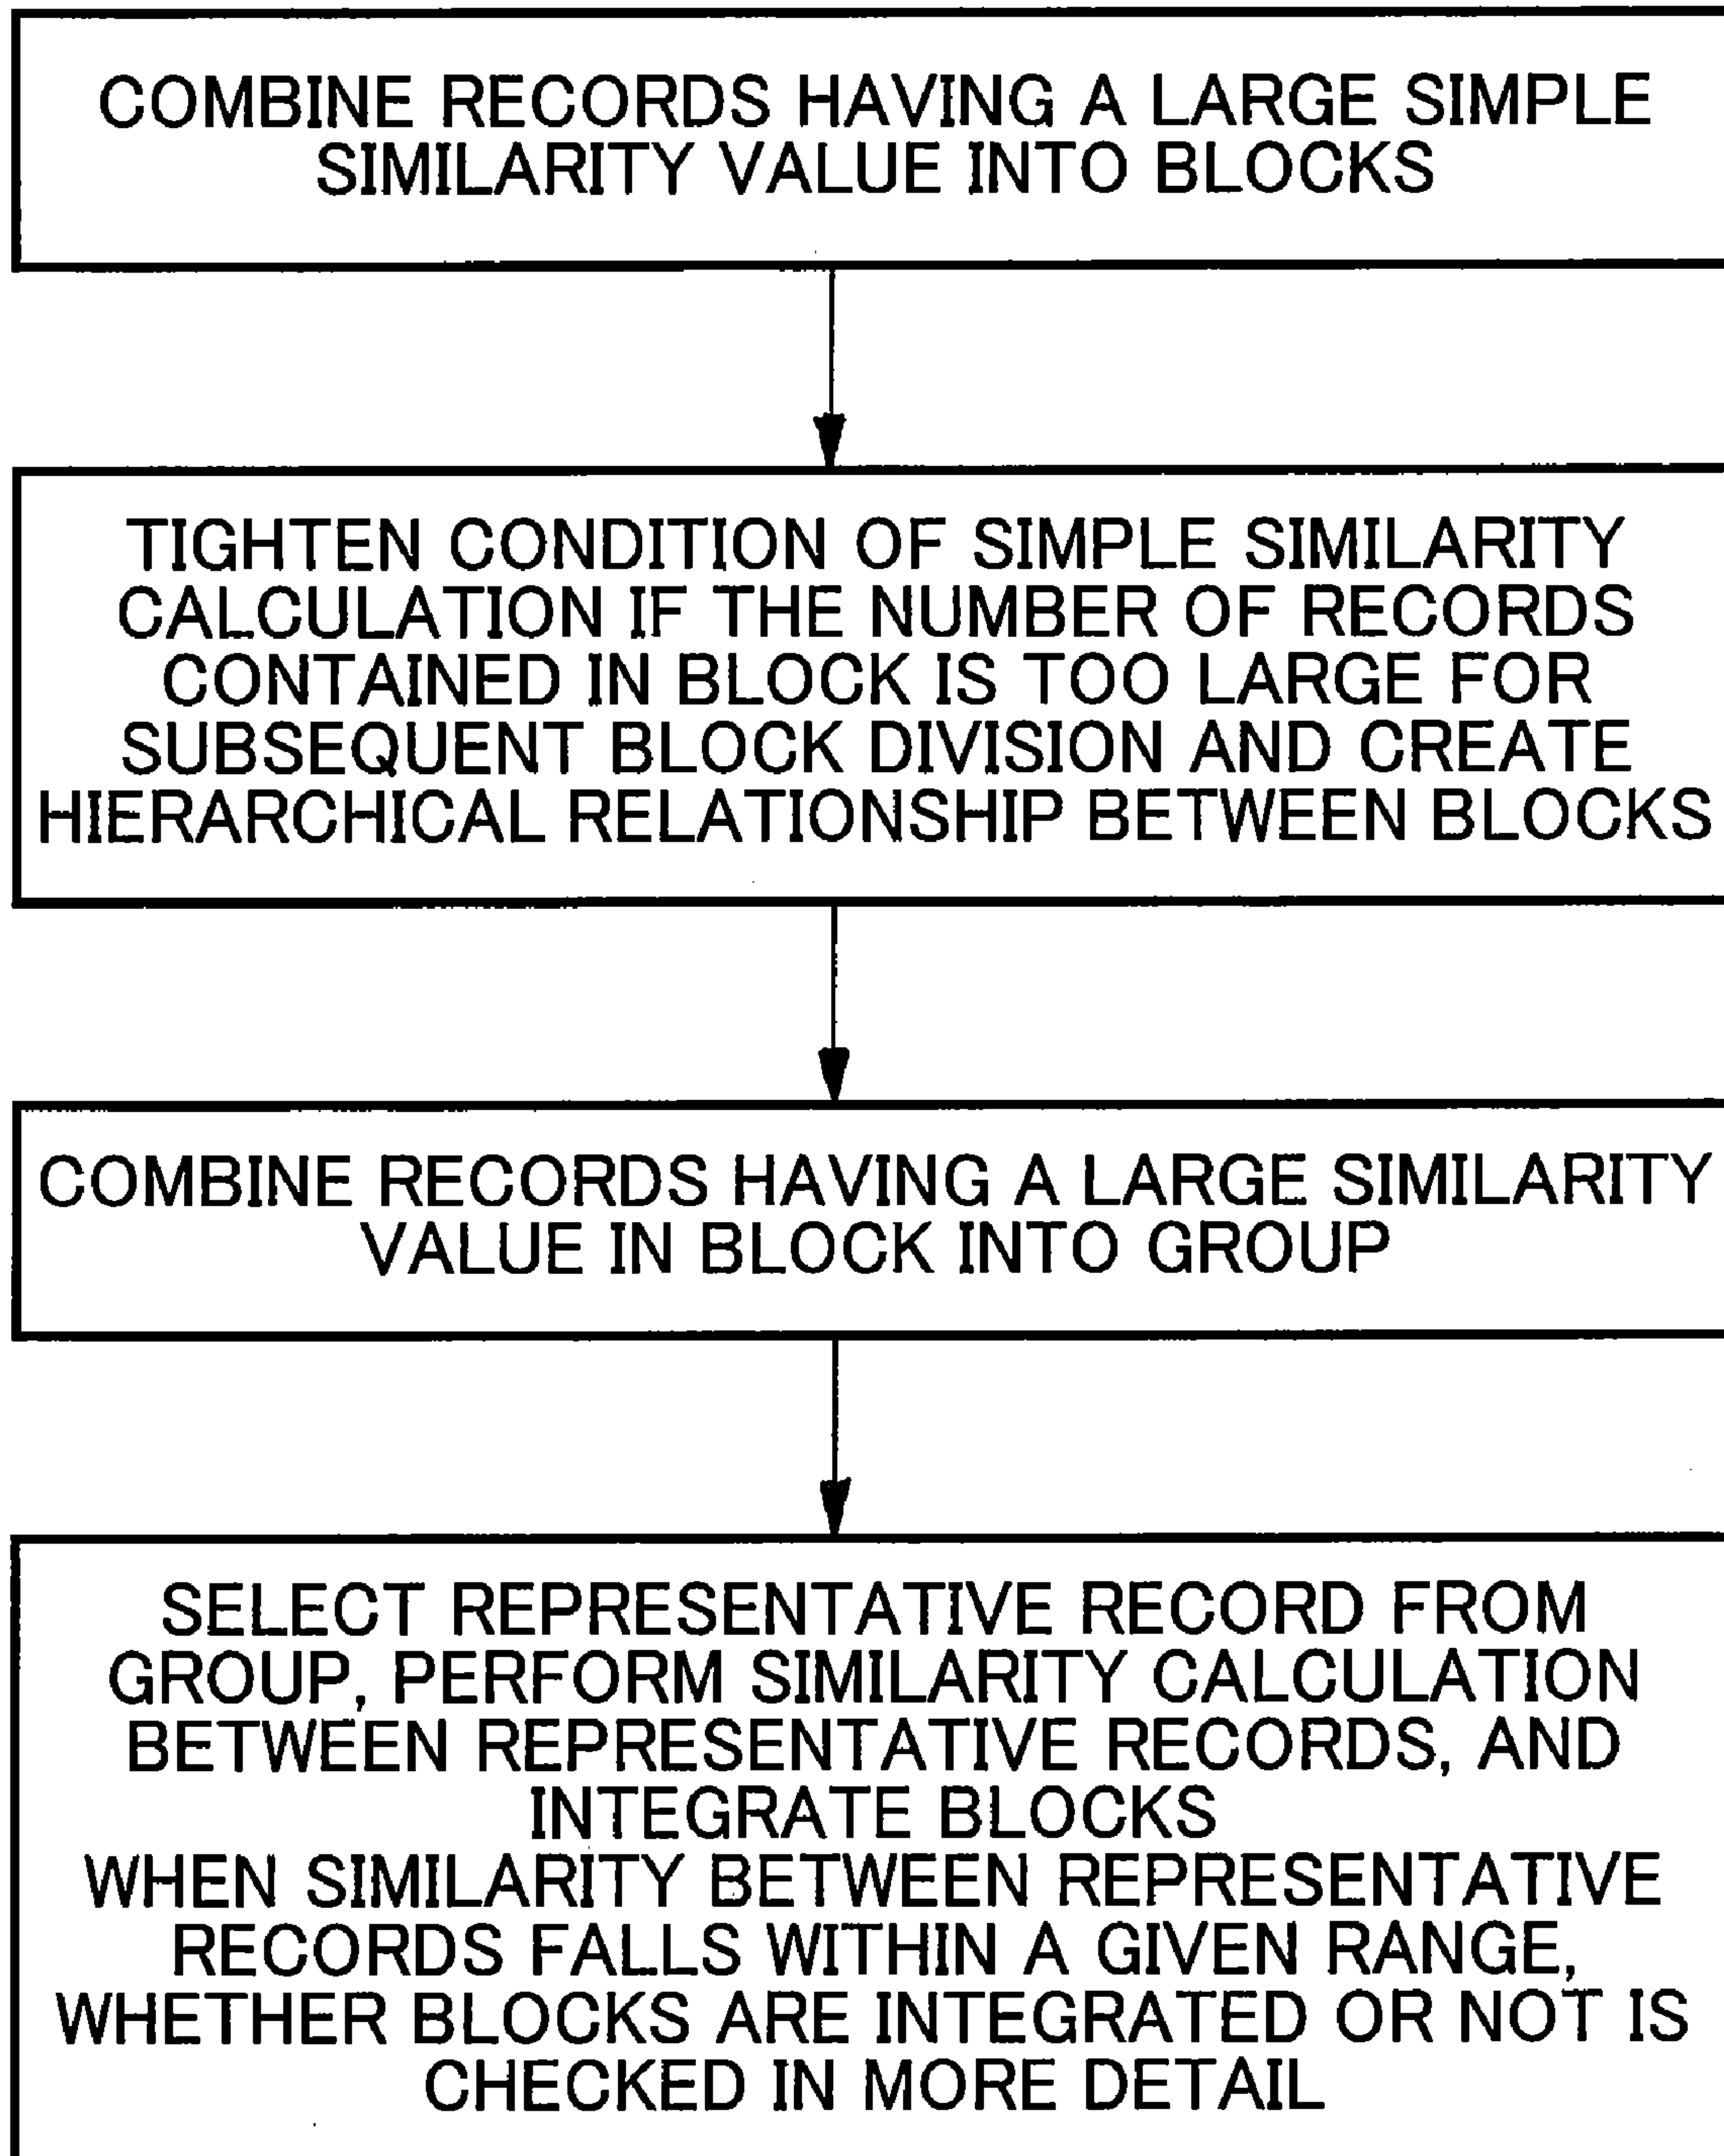 COMBINE RECORDS HAVING A LARGE SIMPLE
SIMILARITY VALUE INTO BLOCKS
TIGHTEN CONDITION OF SIMPLE SIMILARITY
CALCULATION IF THE NUMBER OF RECORDS
CONTAINED IN BLOCK IS TOO LARGE FOR
SUBSEQUENT BLOCK DIVISION AND CREATE
HIERARCHICAL RELATIONSHIP BETWEEN BLOCKS
COMBINE RECORDS HAVING A LARGE SIMILARITY
VALUE IN BLOCK INTO GROUP
SELECT REPRESENTATIVE RECORD FROM
GROUP, PERFORM SIMILARITY CALCULATION
BETWEEN REPRESENTATIVE RECORDS, AND
INTEGRATE BLOCKS
WHEN SIMILARITY BETWEEN REPRESENTATIVE
RECORDS FALLS WITHIN A GIVEN RANGE,
WHETHER BLOCKS ARE INTEGRATED OR NOT IS
CHECKED IN MORE DETAIL